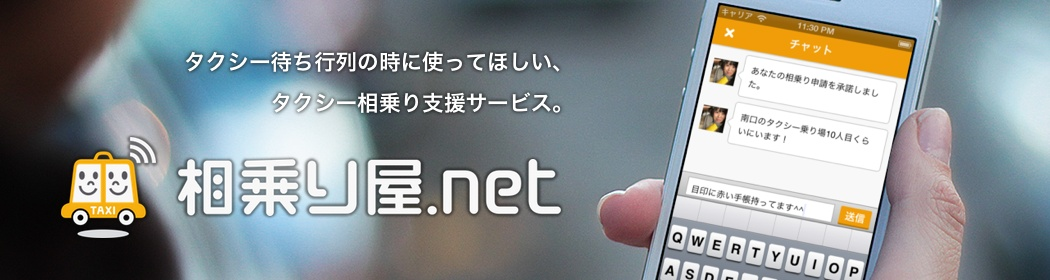 タクシー待ち行列の時に使ってほしい、
タクシー相乗り支援サービス。
TAXI
相乗り屋.net
キャリア
11:30 PM
チャット
あなたの相乗り申請を承諾しまし
た。
南口のタクシー乗り場10人目くら
いにいます！
目印に赤い手帳持ってます^^
送信
Q W E R T Y U I O P
A S D